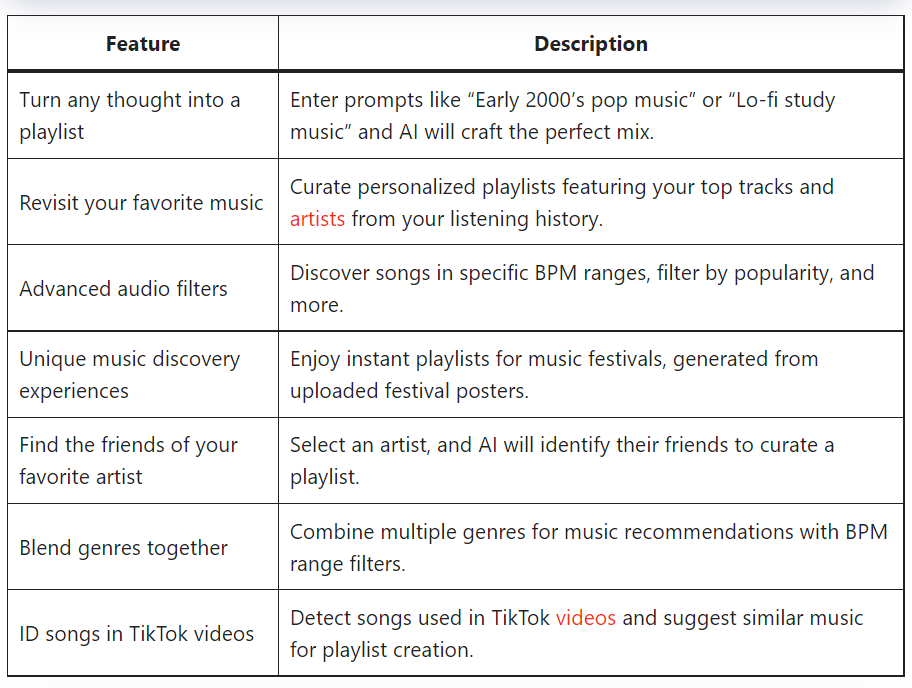 Feature
Description
Turn any thought into a
playlist
Enter prompts like “Early 2000’s pop music” or “Lo-fi study
music” and AI will craft the perfect mix.
Revisit your favorite music
Curate personalized playlists featuring your top tracks and
artists from your listening history.
Advanced audio filters
Discover songs in specific BPM ranges, filter by popularity, and
more.
Unique music discovery
experiences
Enjoy instant playlists for music festivals, generated from
uploaded festival posters.
Find the friends of your
favorite artist
Select an artist, and AI will identify their friends to curate a
playlist.
Blend genres together
Combine multiple genres for music recommendations with BPM
range filters.
ID songs in TikTok videos
Detect songs used in TikTok videos and suggest similar music
for playlist creation.